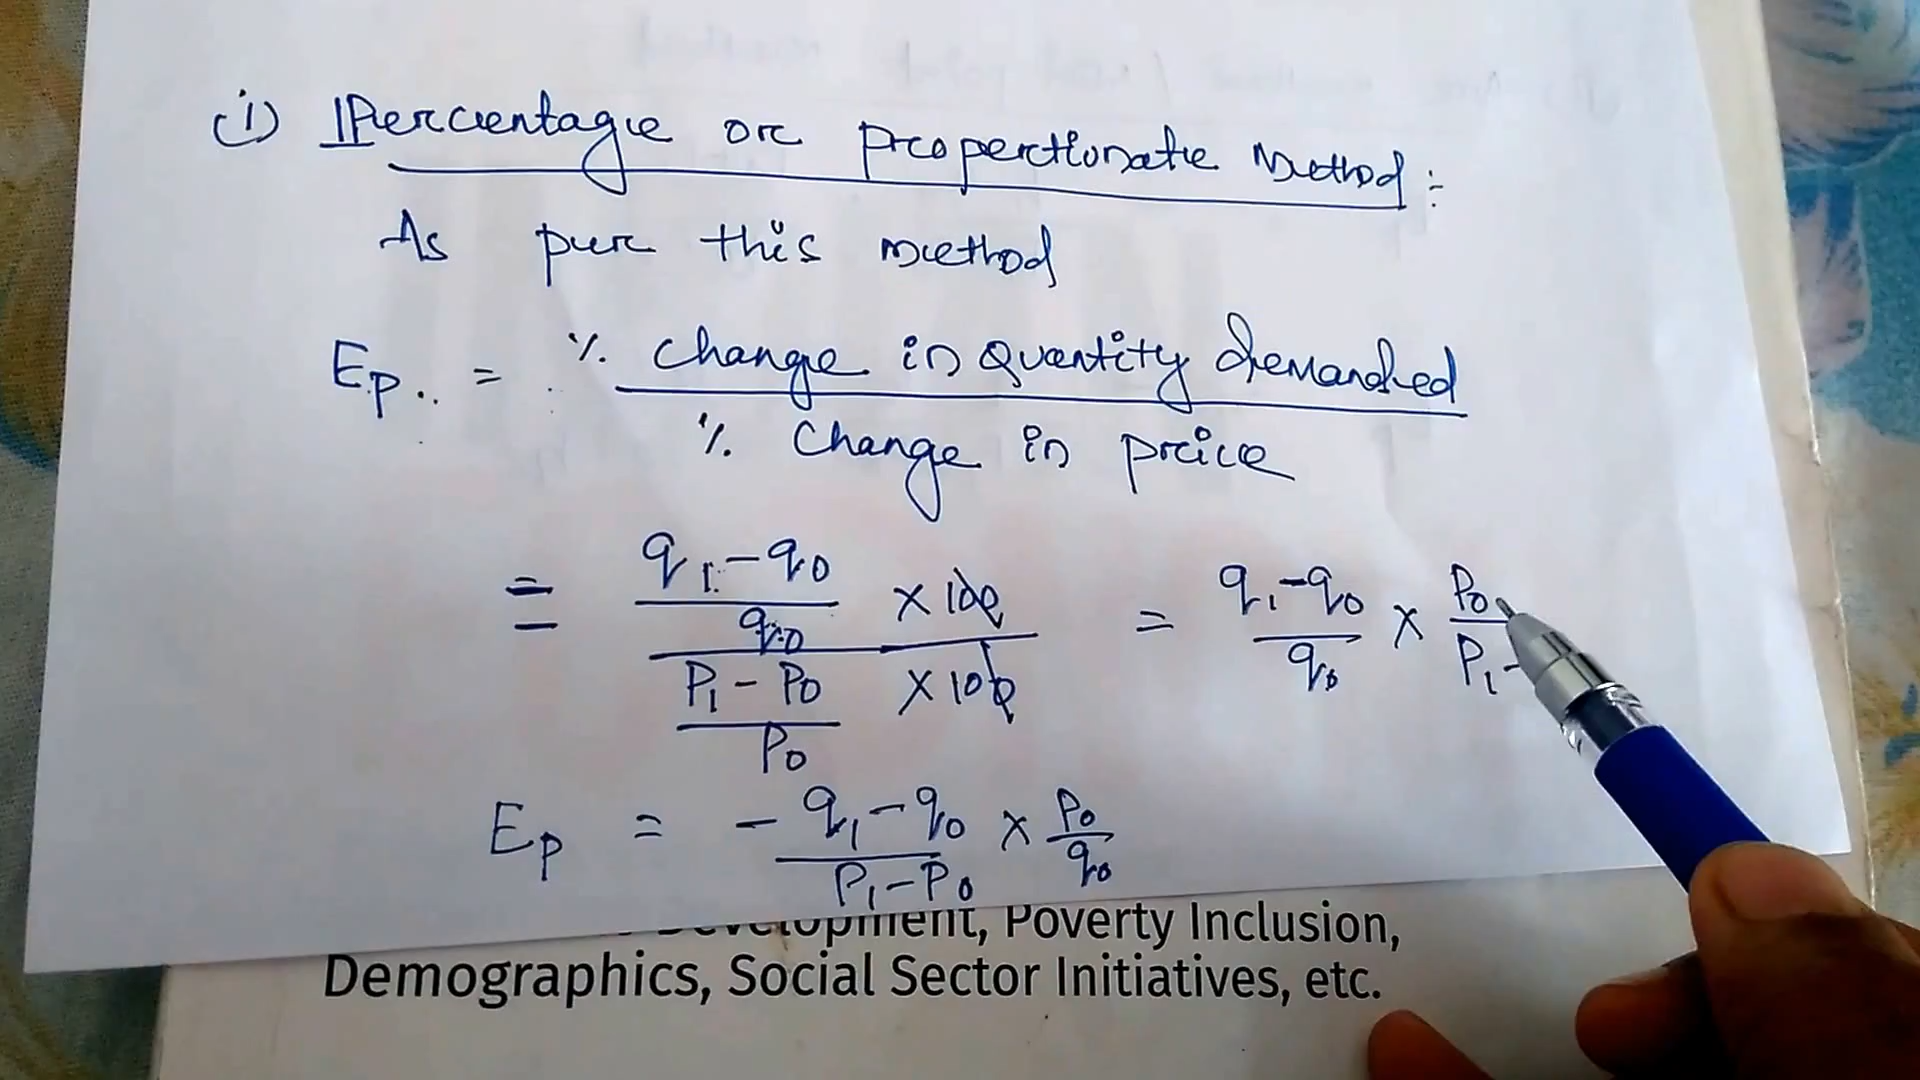 (i) Percentage or Propertionate Method :-
As per this method
Ep = % change in Quantity demanded
% Change in price
= q1 - q0 / q0 × 100 / P1 - P0 / P0 × 100 = q1 - q0 / q0 × P0 / P1 -
Ep = - q1 - q0 / P1 - P0 × P0 / q0
Development, Poverty Inclusion,
Demographics, Social Sector Initiatives, etc.